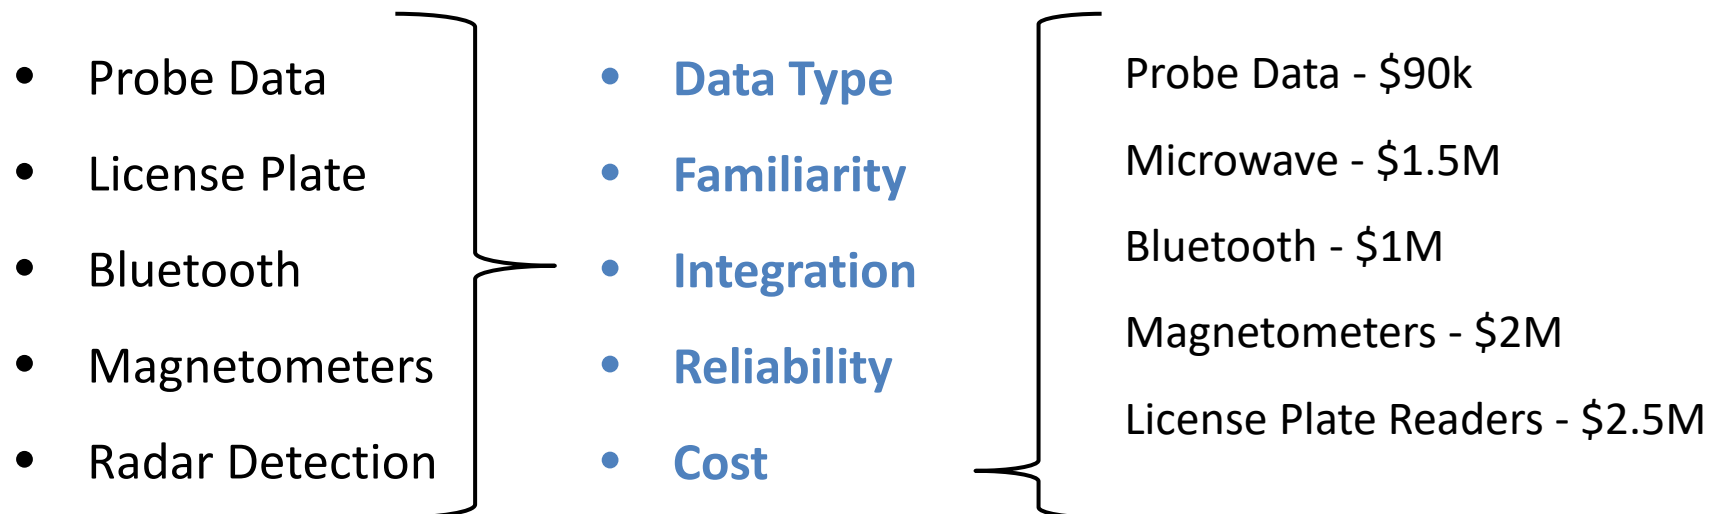 • Probe Data
• License Plate
• Bluetooth
• Magnetometers
• Radar Detection
• Data Type
• Familiarity
• Integration
• Reliability
• Cost
Probe Data - $90k
Microwave - $1.5M
Bluetooth - $1M
Magnetometers - $2M
License Plate Readers - $2.5M